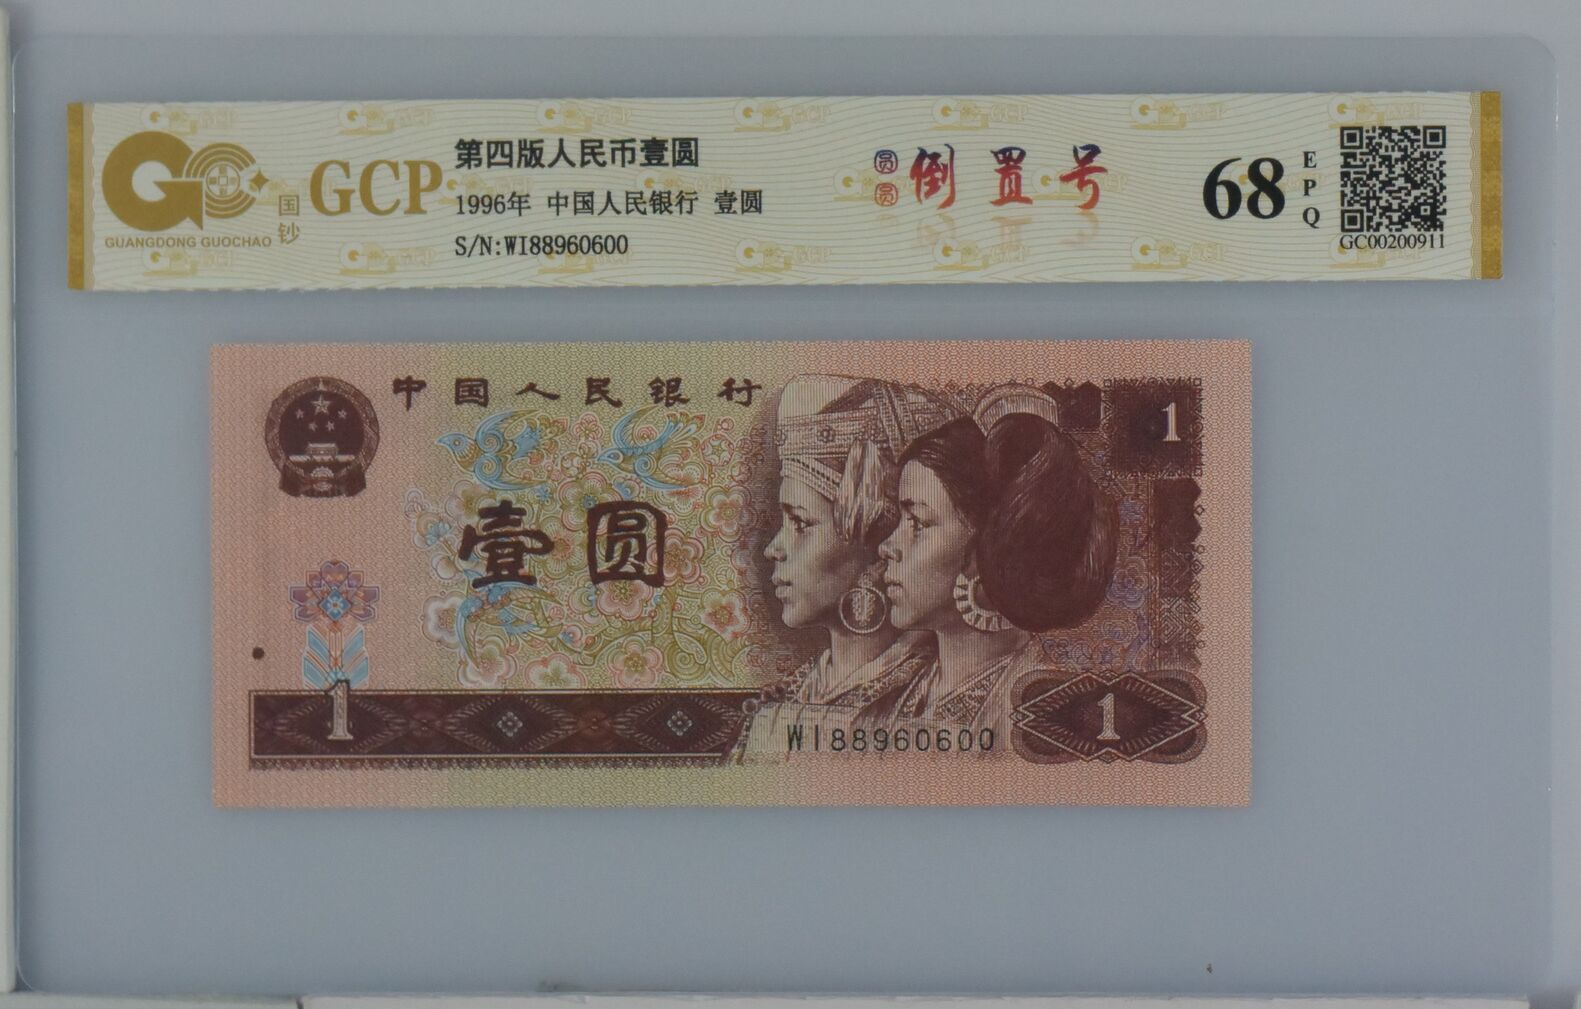 GCP
国钞
GUANGDONG GUOCHAO
第四版人民币壹圆
1996年 中国人民银行 壹圆
S/N:WI88960600
圆圆 倒置号
68
EPQ
GC00200911
中国人民银行
1
壹圆
1
WI88960600
1